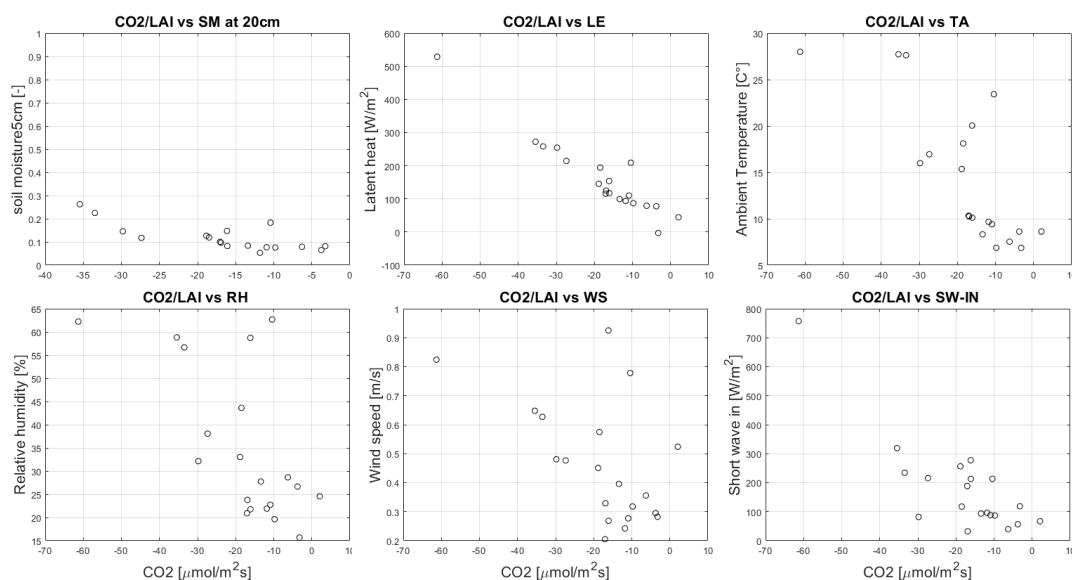 CO2/LAI vs SM at 20cm
soil moisture5cm [-]
1
0.9
0.8
0.7
0.6
0.5
0.4
0.3
0.2
0.1
0
-40 -35 -30 -25 -20 -15 -10 -5 0
CO2/LAI vs LE
Latent heat [W/m²]
600
500
400
300
200
100
0
-100
-70 -60 -50 -40 -30 -20 -10 0 10
CO2/LAI vs TA
Ambient Temperature [C°]
30
25
20
15
10
5
-70 -60 -50 -40 -30 -20 -10 0 10
CO2/LAI vs RH
Relative humidity [%]
65
60
55
50
45
40
35
30
25
20
15
-70 -60 -50 -40 -30 -20 -10 0 10
CO2 [μmol/m²s]
CO2/LAI vs WS
Wind speed [m/s]
1
0.9
0.8
0.7
0.6
0.5
0.4
0.3
0.2
-70 -60 -50 -40 -30 -20 -10 0 10
CO2 [μmol/m²s]
CO2/LAI vs SW-IN
Short wave in [W/m²]
800
700
600
500
400
300
200
100
0
-70 -60 -50 -40 -30 -20 -10 0 10
CO2 [μmol/m²s]